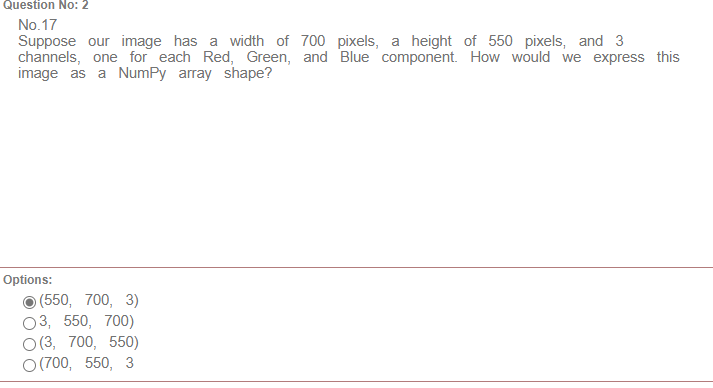 Question No: 2
No.17
Suppose our image has a width of 700 pixels, a height of 550 pixels, and 3
channels, one for each Red, Green, and Blue component. How would we express this
image as a NumPy array shape?
Options:
(550, 700, 3)
3, 550, 700)
(3, 700, 550)
(700, 550, 3